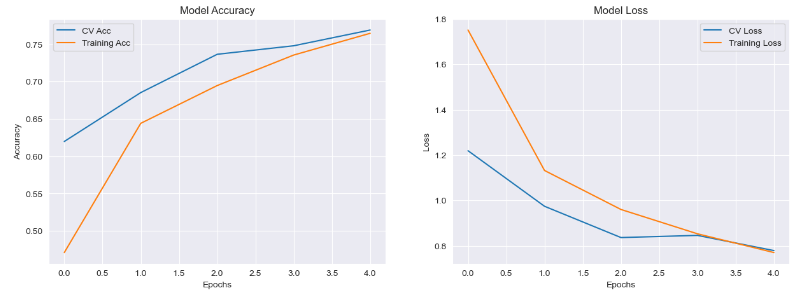 Model Accuracy
CV Acc
Training Acc
0.75
0.70
0.65
0.60
0.55
0.50
Accuracy
0.0 0.5 1.0 1.5 2.0 2.5 3.0 3.5 4.0
Epochs
Model Loss
CV Loss
Training Loss
1.8
1.6
1.4
1.2
1.0
0.8
Loss
0.0 0.5 1.0 1.5 2.0 2.5 3.0 3.5 4.0
Epochs